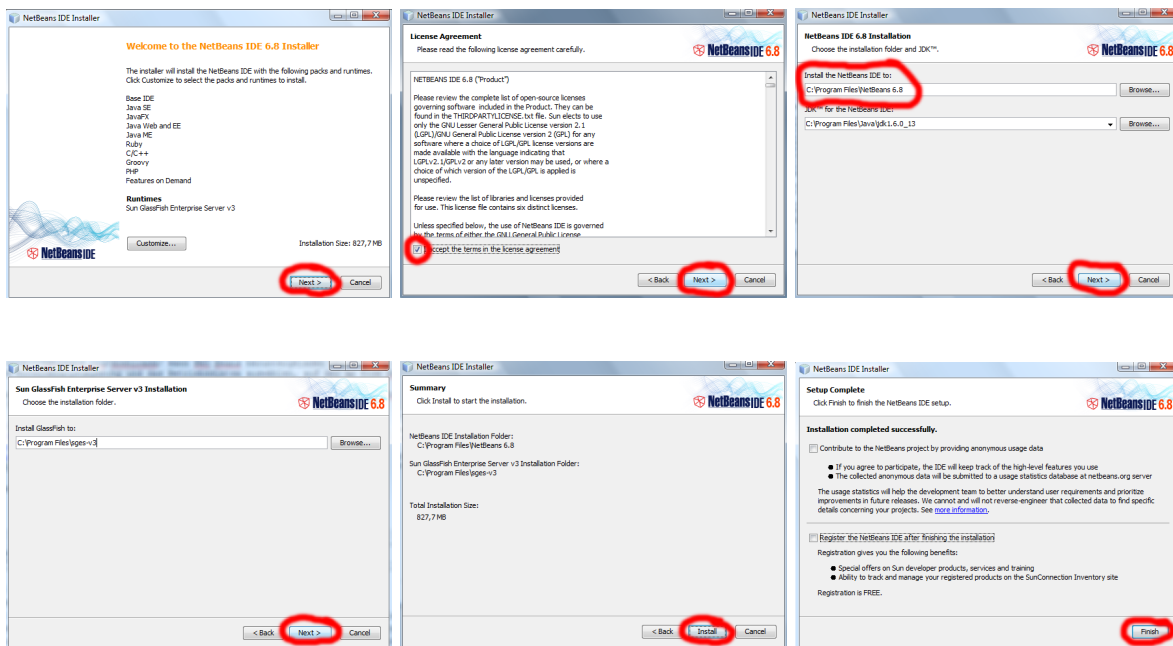 NetBeans IDE Installer
Welcome to the NetBeans IDE 6.8 Installer
The installer will install the NetBeans IDE with the following packs and runtimes.
Click Customize to select the packs and runtimes to install.
Base IDE
Java SE
JavaFX
Java Web and EE
Java ME
Ruby
C/C++
Groovy
PHP
Features on Demand
Runtimes
Sun GlassFish Enterprise Server v3
Customize...
Installation Size: 827,7 MB
NetBeans IDE
Next >
Cancel
NetBeans IDE Installer
License Agreement
Please read the following license agreement carefully.
NetBeans IDE 6.8
NETBEANS IDE 6.8 ("Product")
Please review the complete list of open-source licenses
governing software included in the Product. They can be
found in the THIRDPARTYLICENSE.txt file. Sun elects to use
only the GNU Lesser General Public License version 2.1
(LGPL)/GNU General Public License version 2 (GPL) for any
software where a choice of LGPL/GPL license versions are
made available with the language indicating that
LGPLv2.1/GPLv2 or any later version may be used, or where a
choice of which version of the LGPL/GPL is applied is
unspecified.
Please review the list of libraries and licenses provided
for use. This license file contains six distinct licenses.
Unless specified below, the use of NetBeans IDE is governed
by the terms of either the GNU General Public License
accept the terms in the license agreement
< Back
Next >
Cancel
NetBeans IDE Installer
NetBeans IDE 6.8 Installation
Choose the installation folder and JDK™.
NetBeans IDE 6.8
Install the NetBeans IDE to:
C:\Program Files\NetBeans 6.8
Browse...
JDK™ for the NetBeans IDE:
C:\Program Files\Java\jdk1.6.0_13
Browse...
< Back
Next >
Cancel
NetBeans IDE Installer
Sun GlassFish Enterprise Server v3 Installation
Choose the installation folder.
NetBeans IDE 6.8
Install GlassFish to:
C:\Program Files\sges-v3
Browse...
< Back
Next >
Cancel
NetBeans IDE Installer
Summary
Click Install to start the installation.
NetBeans IDE 6.8
NetBeans IDE Installation Folder:
C:\Program Files\NetBeans 6.8
Sun GlassFish Enterprise Server v3 Installation Folder:
C:\Program Files\sges-v3
Total Installation Size:
827,7 MB
< Back
Install
Cancel
NetBeans IDE Installer
Setup Complete
Click Finish to finish the NetBeans IDE setup.
NetBeans IDE 6.8
Installation completed successfully.
Contribute to the NetBeans project by providing anonymous usage data
● If you agree to participate, the IDE will keep track of the high-level features you use
● The collected anonymous data will be submitted to a usage statistics database at netbeans.org server
The usage statistics will help the development team to better understand user requirements and prioritize
improvements in future releases. We cannot and will not reverse-engineer that collected data to find specific
details concerning your projects. See more information.
Register the NetBeans IDE after finishing the installation
Registration gives you the following benefits:
● Special offers on Sun developer products, services and training
● Ability to track and manage your registered products on the SunConnection Inventory site
Registration is FREE.
Finish